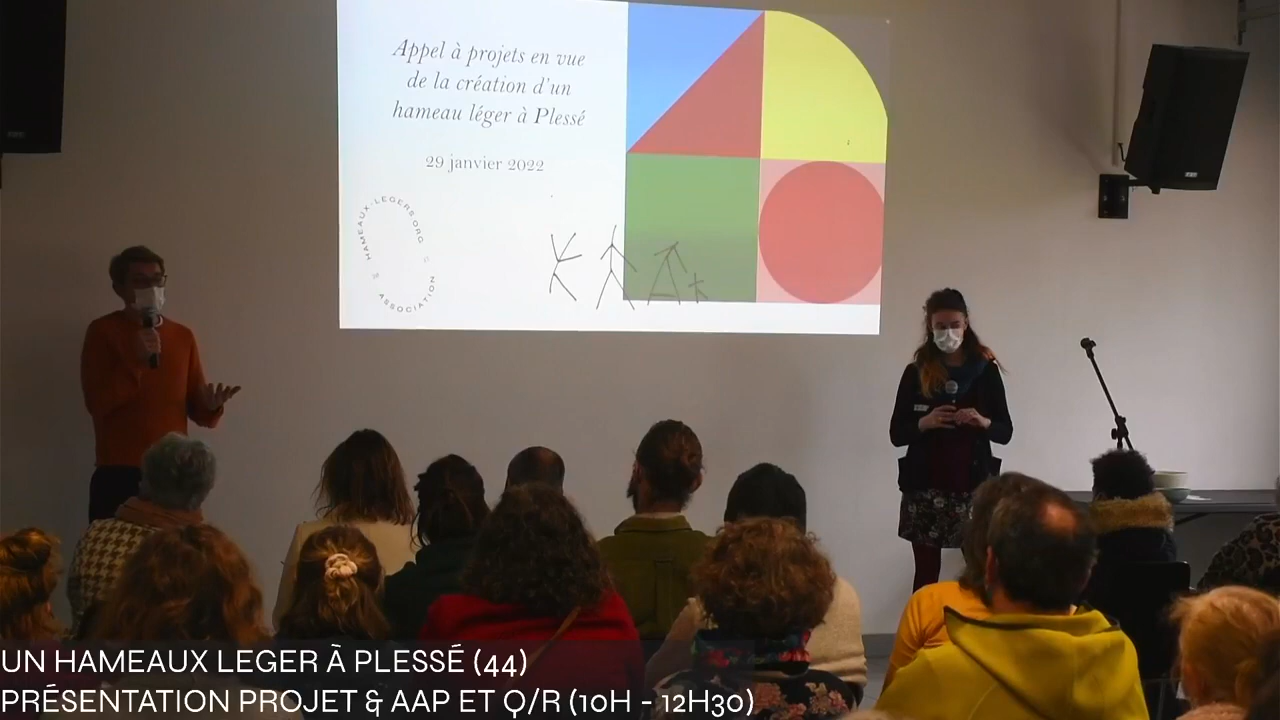 Appel à projets en vue
de la création d'un
hameau léger à Plessé
29 janvier 2022
HAMEAUX-LEGERS.ORG
ASSOCIATION
UN HAMEAUX LEGER À PLESSÉ (44)
PRÉSENTATION PROJET & AAP ET Q/R (10H - 12H30)